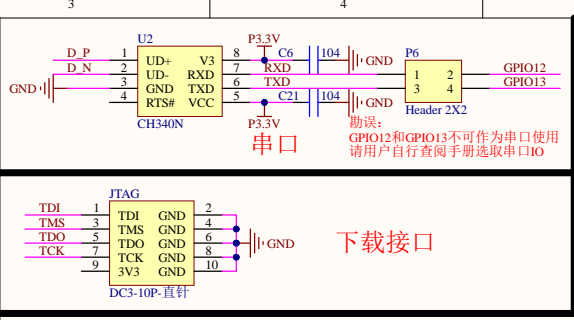 3
4
U2
P3.3V
C6
104
GND
P6
D_P
1
UD+
V3
8
D_N
2
UD-
RXD
7
RXD
1
2
GPIO12
GND
3
GND
TXD
6
TXD
3
4
GPIO13
4
RTS#
VCC
5
C21
104
GND
Header 2X2
CH340N
P3.3V
串口
勘误：
GPIO12和GPIO13不可作为串口使用
请用户自行查阅手册选取串口IO
JTAG
TDI
1
TDI
GND
2
TMS
3
TMS
GND
4
TDO
5
TDO
GND
6
GND
TCK
7
TCK
GND
8
9
3V3
GND
10
DC3-10P-直针
下载接口